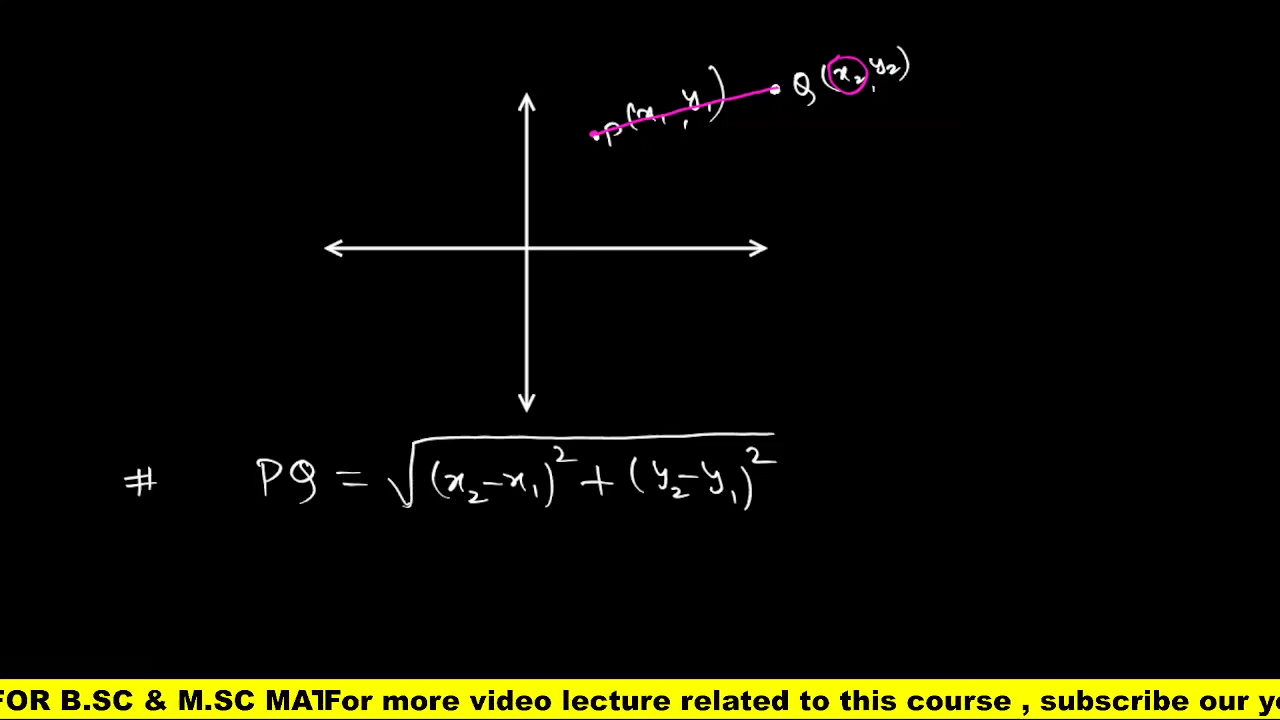 Q(x₂, y₂)
P(x₁, y₁)
# PQ = √((x₂-x₁)² + (y₂-y₁)²)
FOR B.SC & M.SC MATFor more video lecture related to this course , subscribe our y